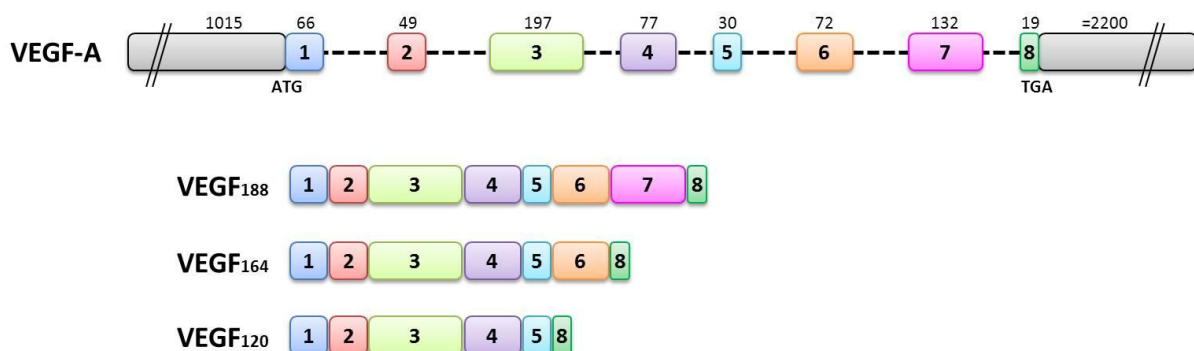 1015 66 49 197 77 30 72 132 19 =2200
VEGF-A 1 2 3 4 5 6 7 8
ATG TGA
VEGF188 1 2 3 4 5 6 7 8
VEGF164 1 2 3 4 5 6 8
VEGF120 1 2 3 4 5 8